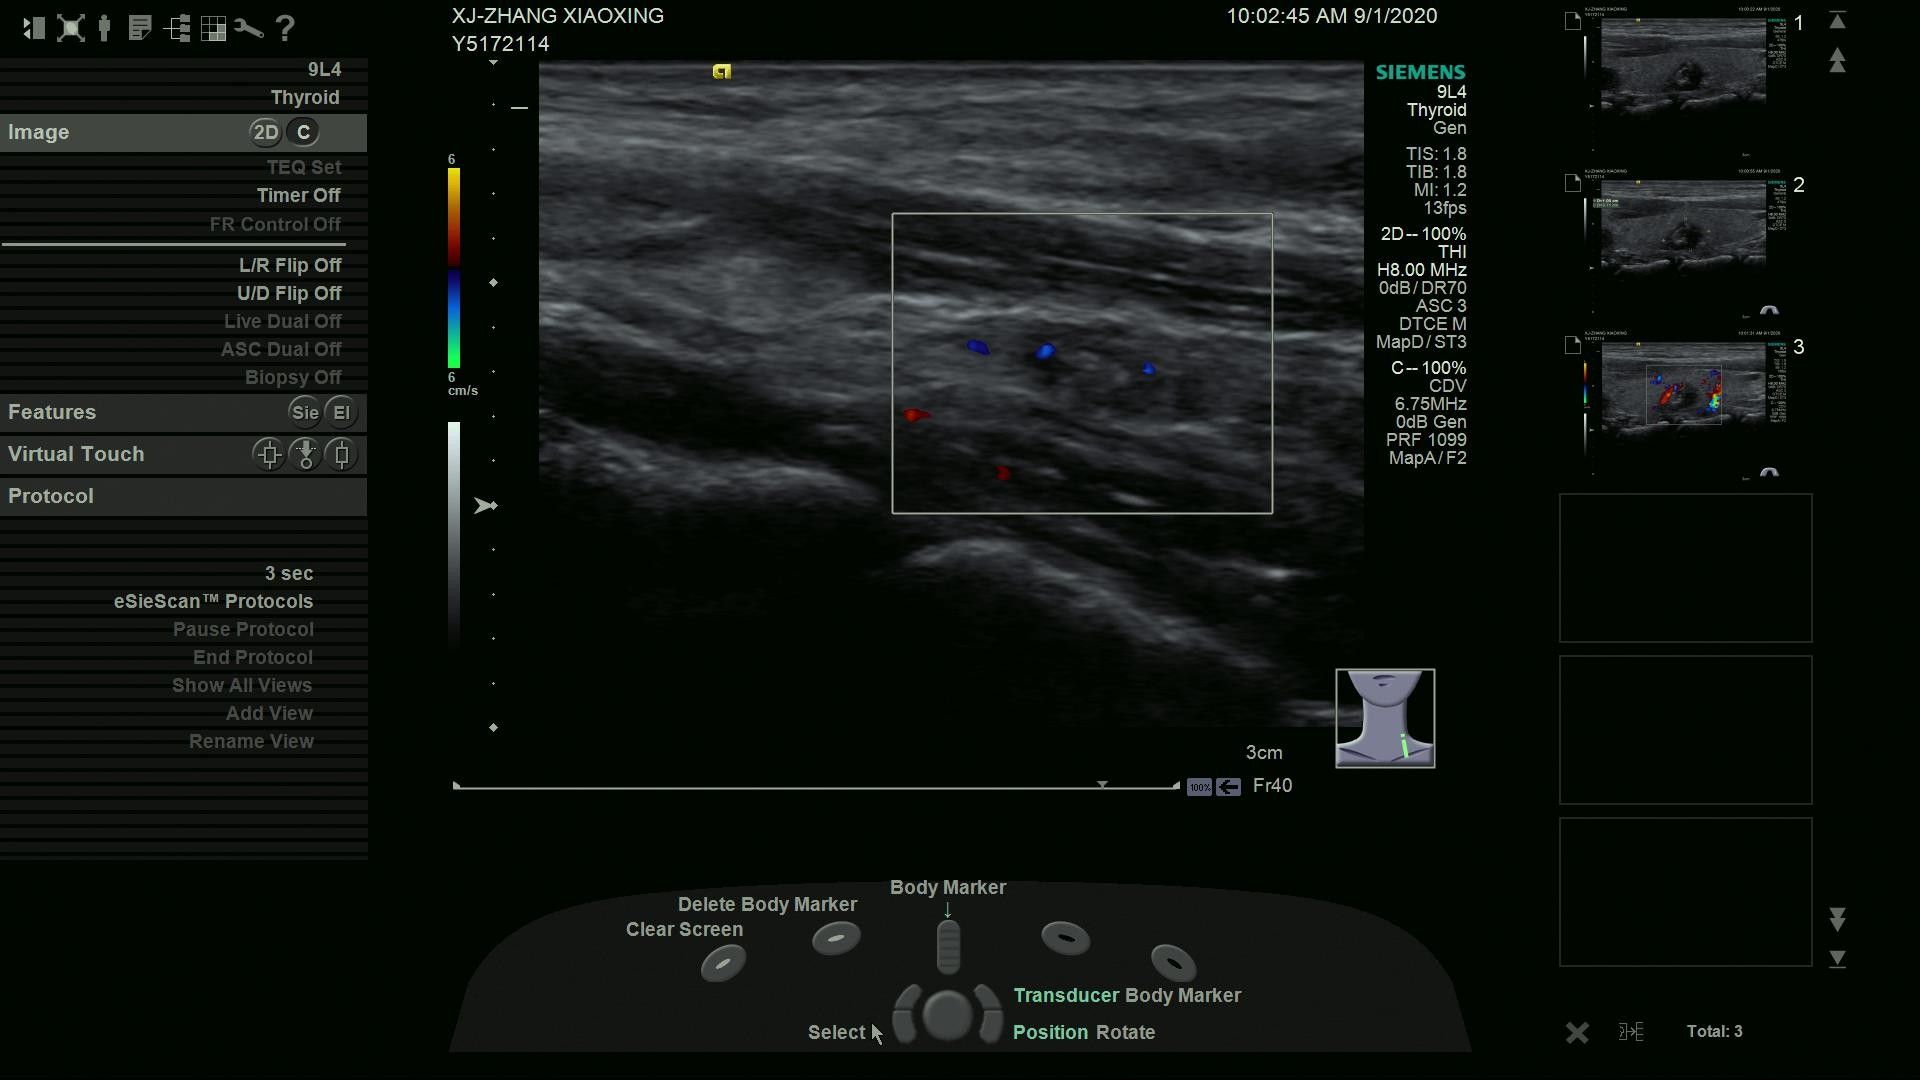 XJ-ZHANG XIAOXING
10:02:45 AM 9/1/2020
Y5172114
9L4
Thyroid
Image
2D
C
TEQ Set
Timer Off
FR Control Off
L/R Flip Off
U/D Flip Off
Live Dual Off
ASC Dual Off
Biopsy Off
Features
Sie
El
Virtual Touch
Protocol
3 sec
eSieScan™ Protocols
Pause Protocol
End Protocol
Show All Views
Add View
Rename View
6
6
cm/s
SIEMENS
9L4
Thyroid
Gen
TIS: 1.8
TIB: 1.8
MI: 1.2
13fps
2D--100%
THI
H8.00 MHz
0dB/DR70
ASC 3
DTCE M
MapD/ST3
C--100%
CDV
6.75MHz
0dB Gen
PRF 1099
MapA/F2
3cm
100%
Fr40
Body Marker
Delete Body Marker
Clear Screen
Transducer Body Marker
Select
Position Rotate
1
2
3
Total: 3